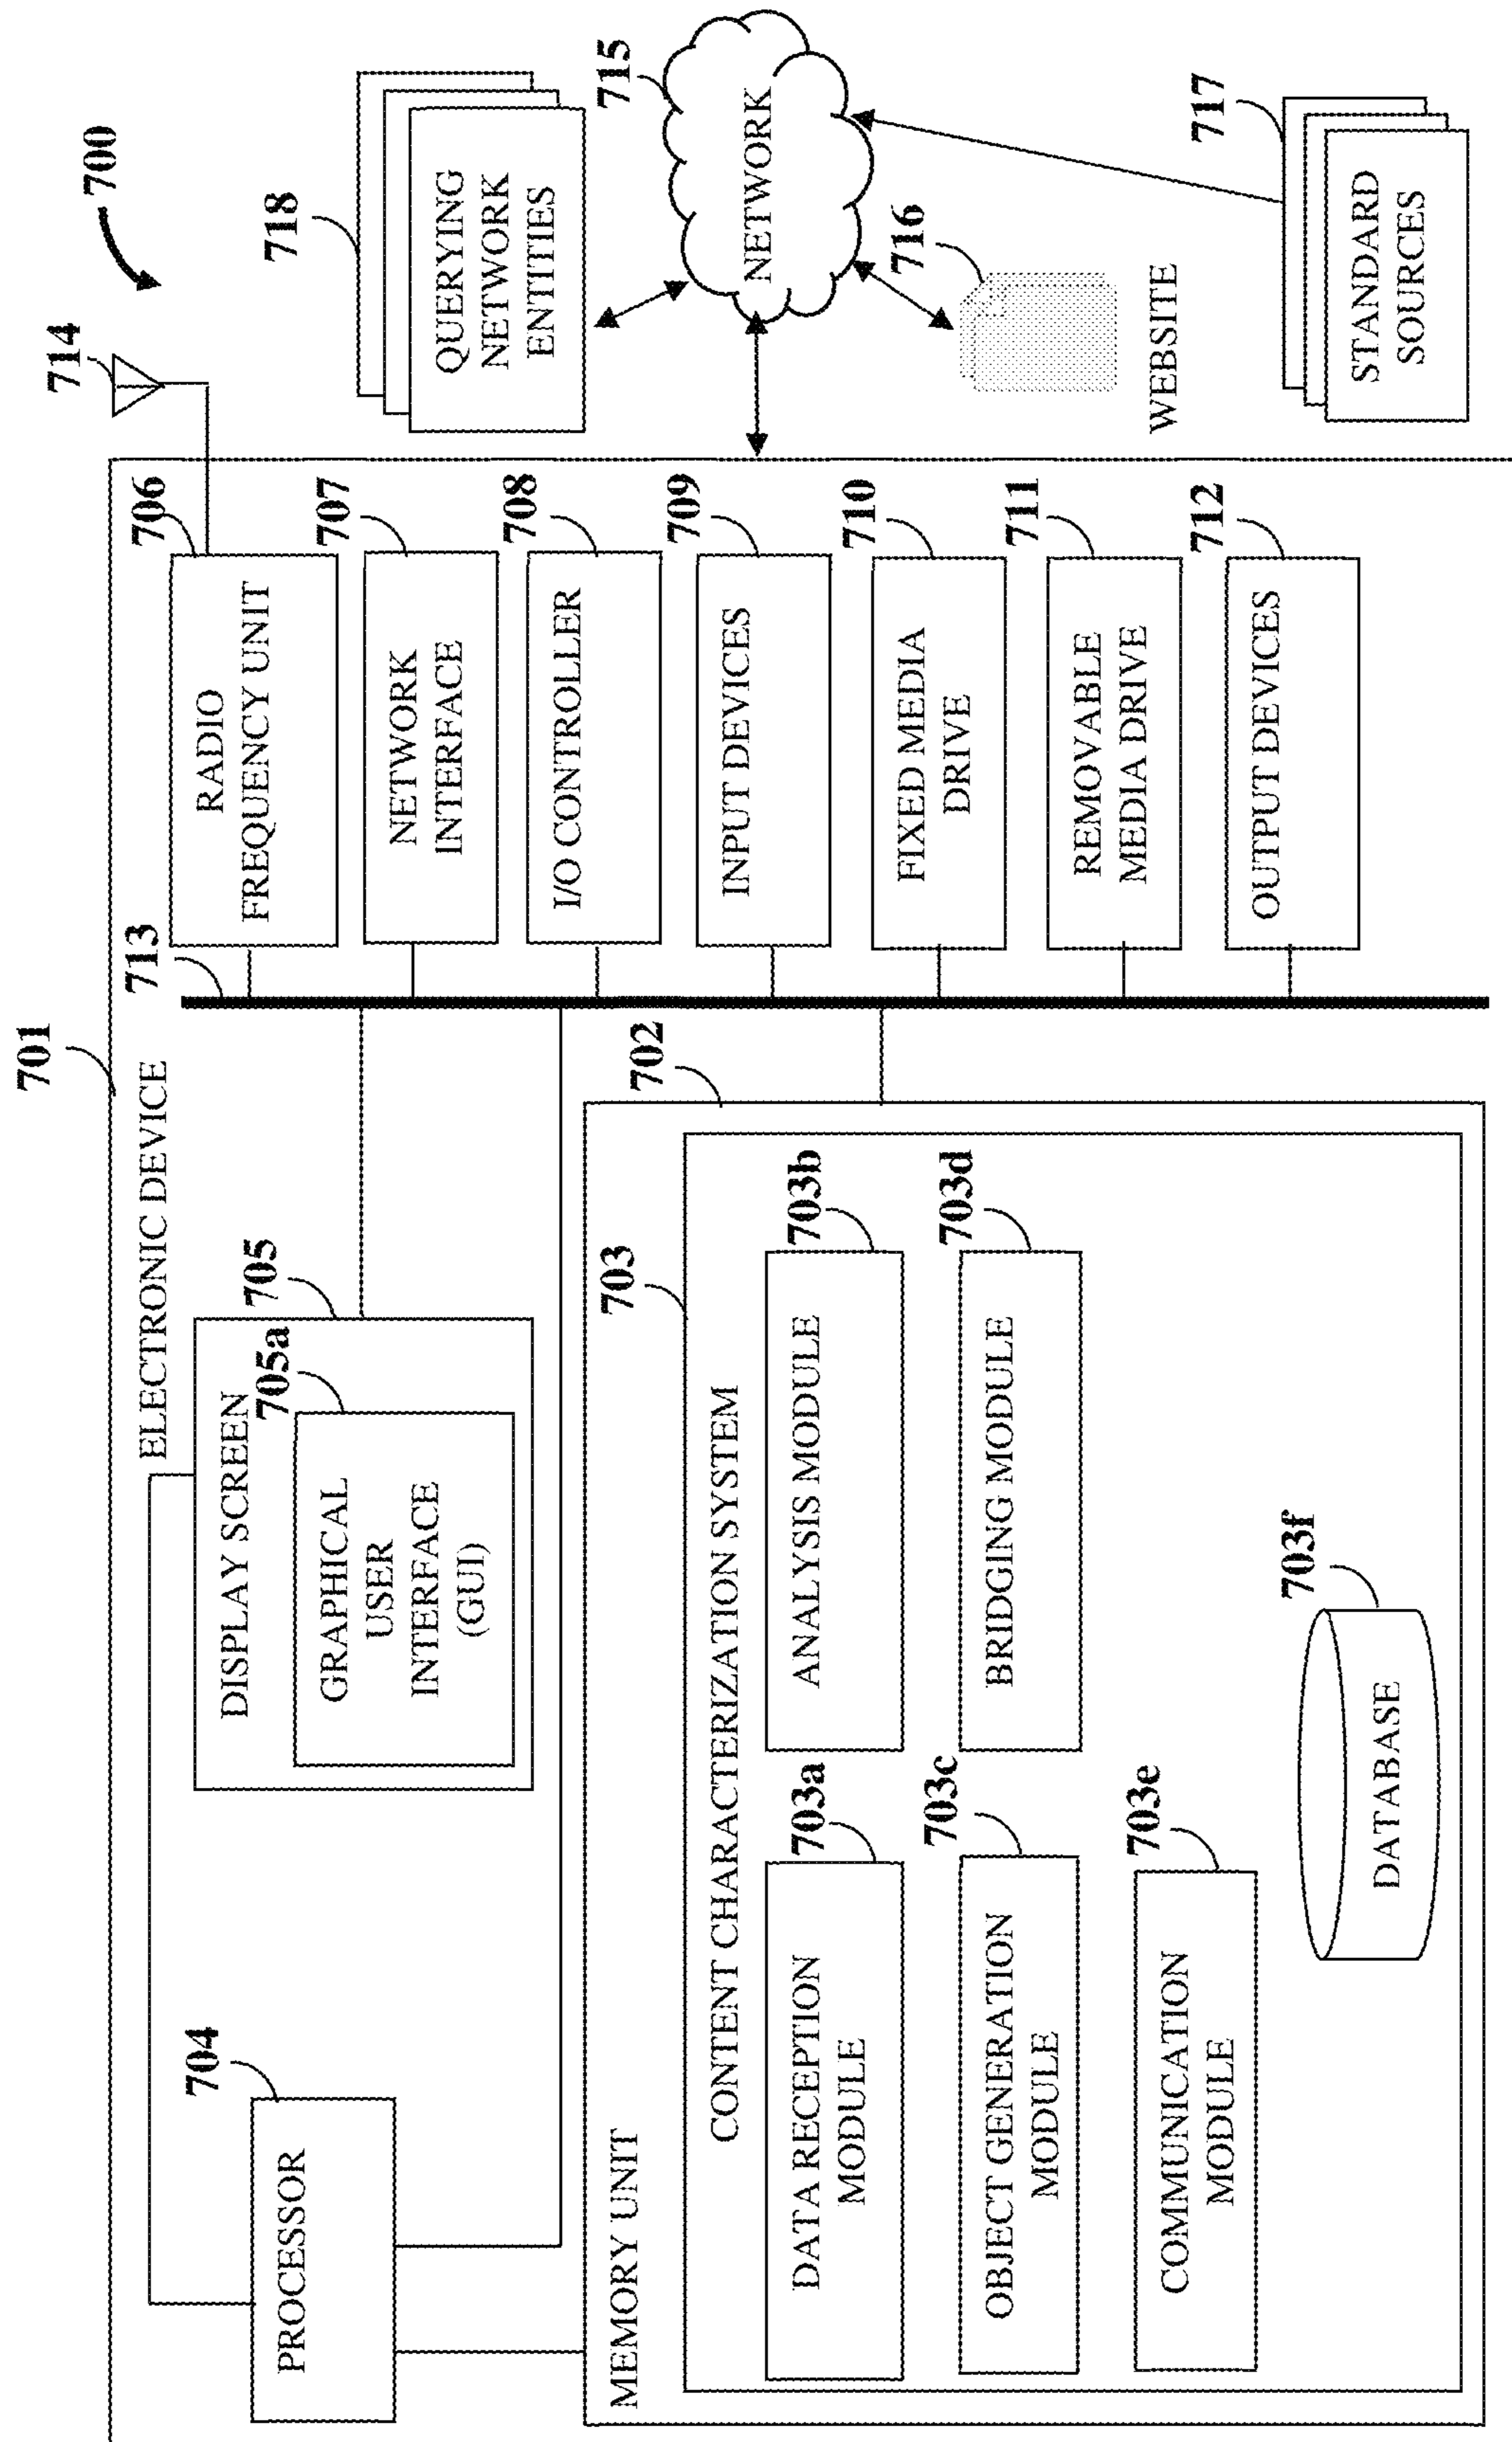 700
701
ELECTRONIC DEVICE
714
704
PROCESSOR
705
DISPLAY SCREEN
705a
GRAPHICAL
USER
INTERFACE
(GUI)
713
706
RADIO
FREQUENCY UNIT
707
NETWORK
INTERFACE
708
I/O CONTROLLER
709
INPUT DEVICES
710
FIXED MEDIA
DRIVE
711
REMOVABLE
MEDIA DRIVE
712
OUTPUT DEVICES
718
QUERYING
NETWORK
ENTITIES
715
NETWORK
716
WEBSITE
717
STANDARD
SOURCES
702
MEMORY UNIT
703
CONTENT CHARACTERIZATION SYSTEM
703a
DATA RECEPTION
MODULE
703b
ANALYSIS MODULE
703c
OBJECT GENERATION
MODULE
703d
BRIDGING MODULE
703e
COMMUNICATION
MODULE
703f
DATABASE